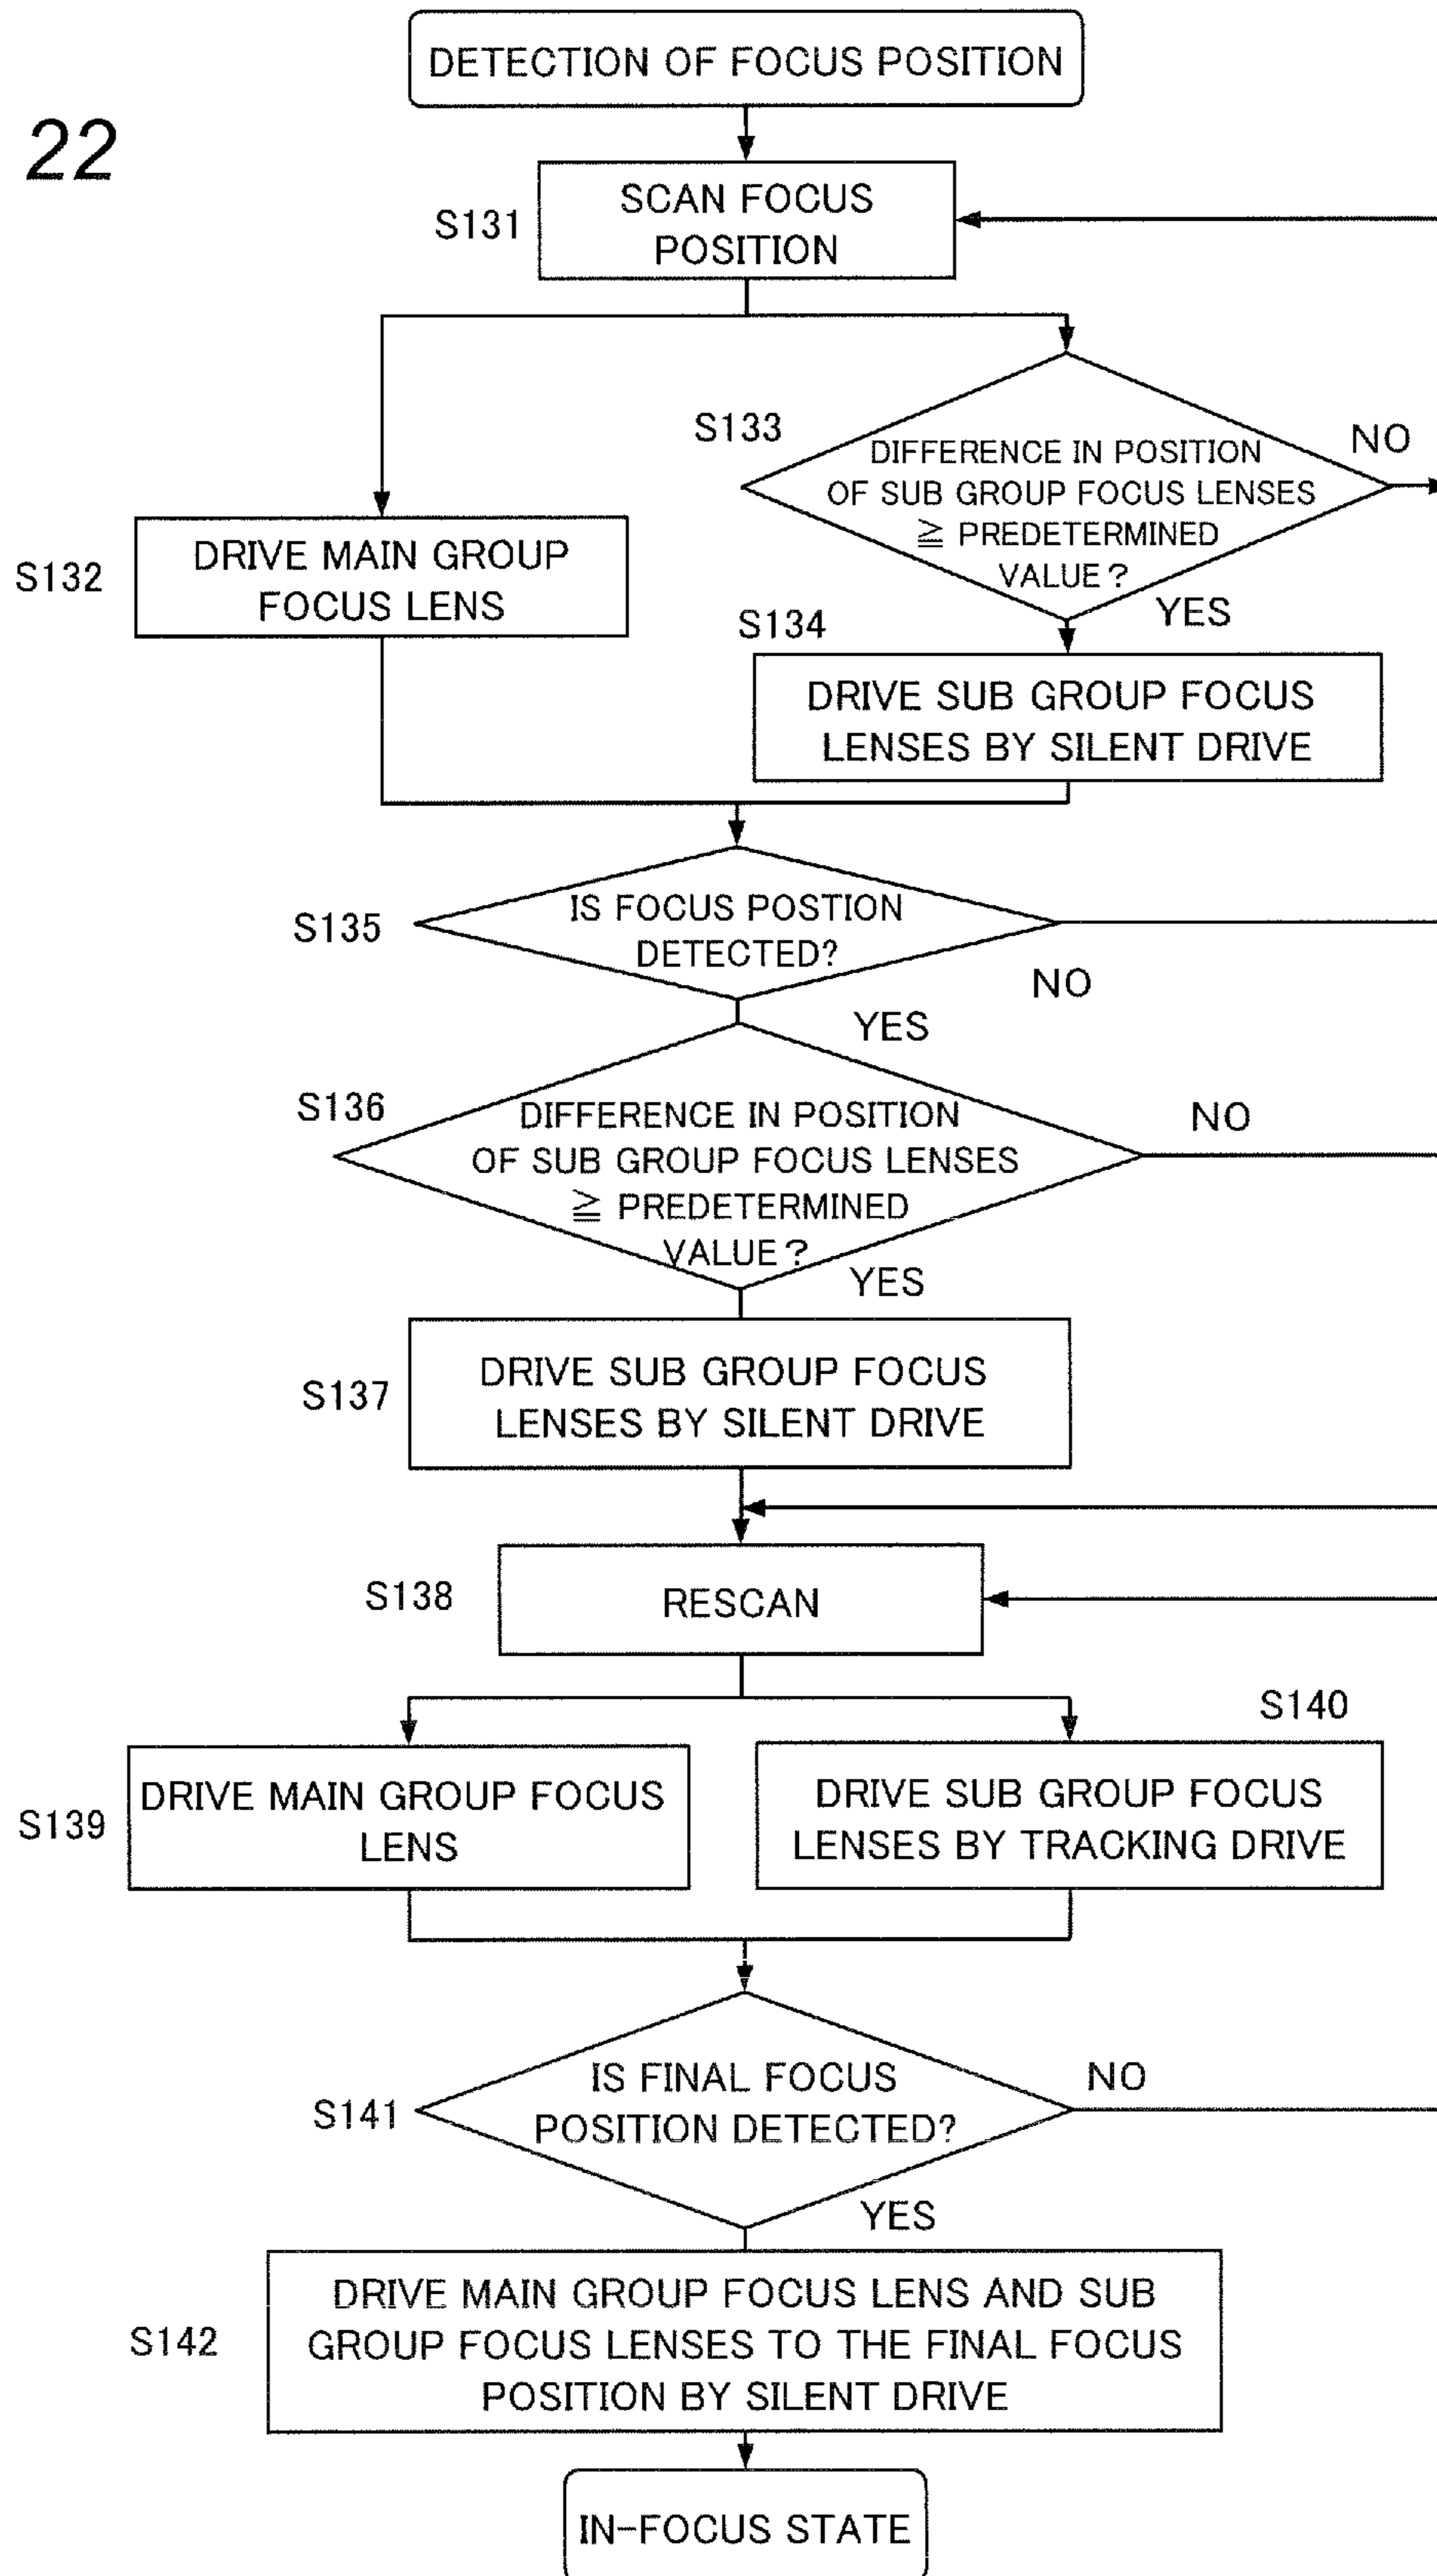 DETECTION OF FOCUS POSITION
22
S131
SCAN FOCUS
POSITION
S133
DIFFERENCE IN POSITION
OF SUB GROUP FOCUS LENSES
≧ PREDETERMINED
VALUE?
NO
YES
S132
DRIVE MAIN GROUP
FOCUS LENS
S134
DRIVE SUB GROUP FOCUS
LENSES BY SILENT DRIVE
S135
IS FOCUS POSTION
DETECTED?
NO
YES
S136
DIFFERENCE IN POSITION
OF SUB GROUP FOCUS LENSES
≧ PREDETERMINED
VALUE?
NO
YES
S137
DRIVE SUB GROUP FOCUS
LENSES BY SILENT DRIVE
S138
RESCAN
S139
DRIVE MAIN GROUP FOCUS
LENS
S140
DRIVE SUB GROUP FOCUS
LENSES BY TRACKING DRIVE
S141
IS FINAL FOCUS
POSITION DETECTED?
NO
YES
S142
DRIVE MAIN GROUP FOCUS LENS AND SUB
GROUP FOCUS LENSES TO THE FINAL FOCUS
POSITION BY SILENT DRIVE
IN-FOCUS STATE